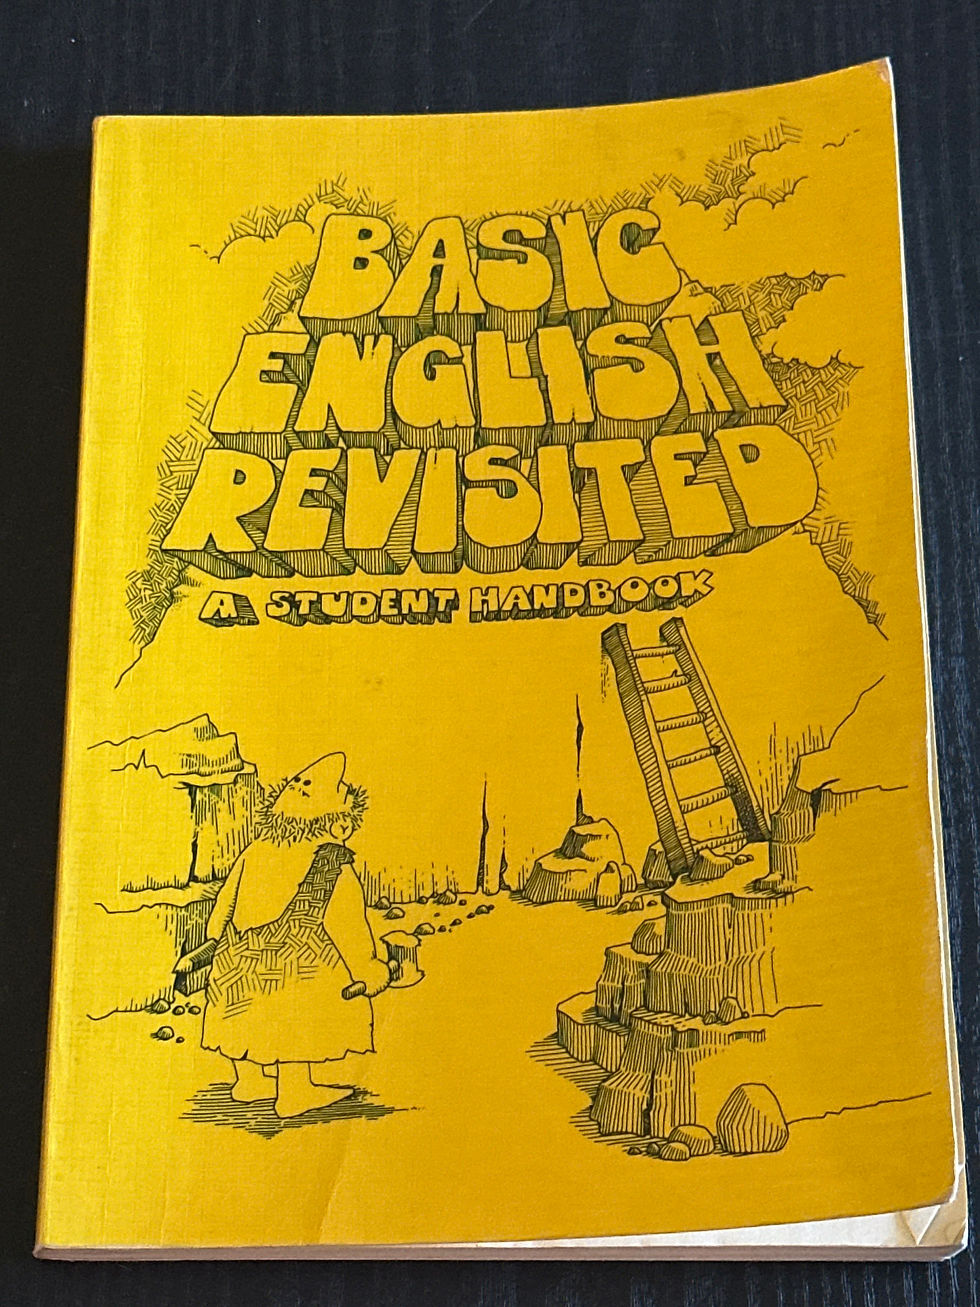 BASIC
ENGLISH
REVISITED
A STUDENT HANDBOOK